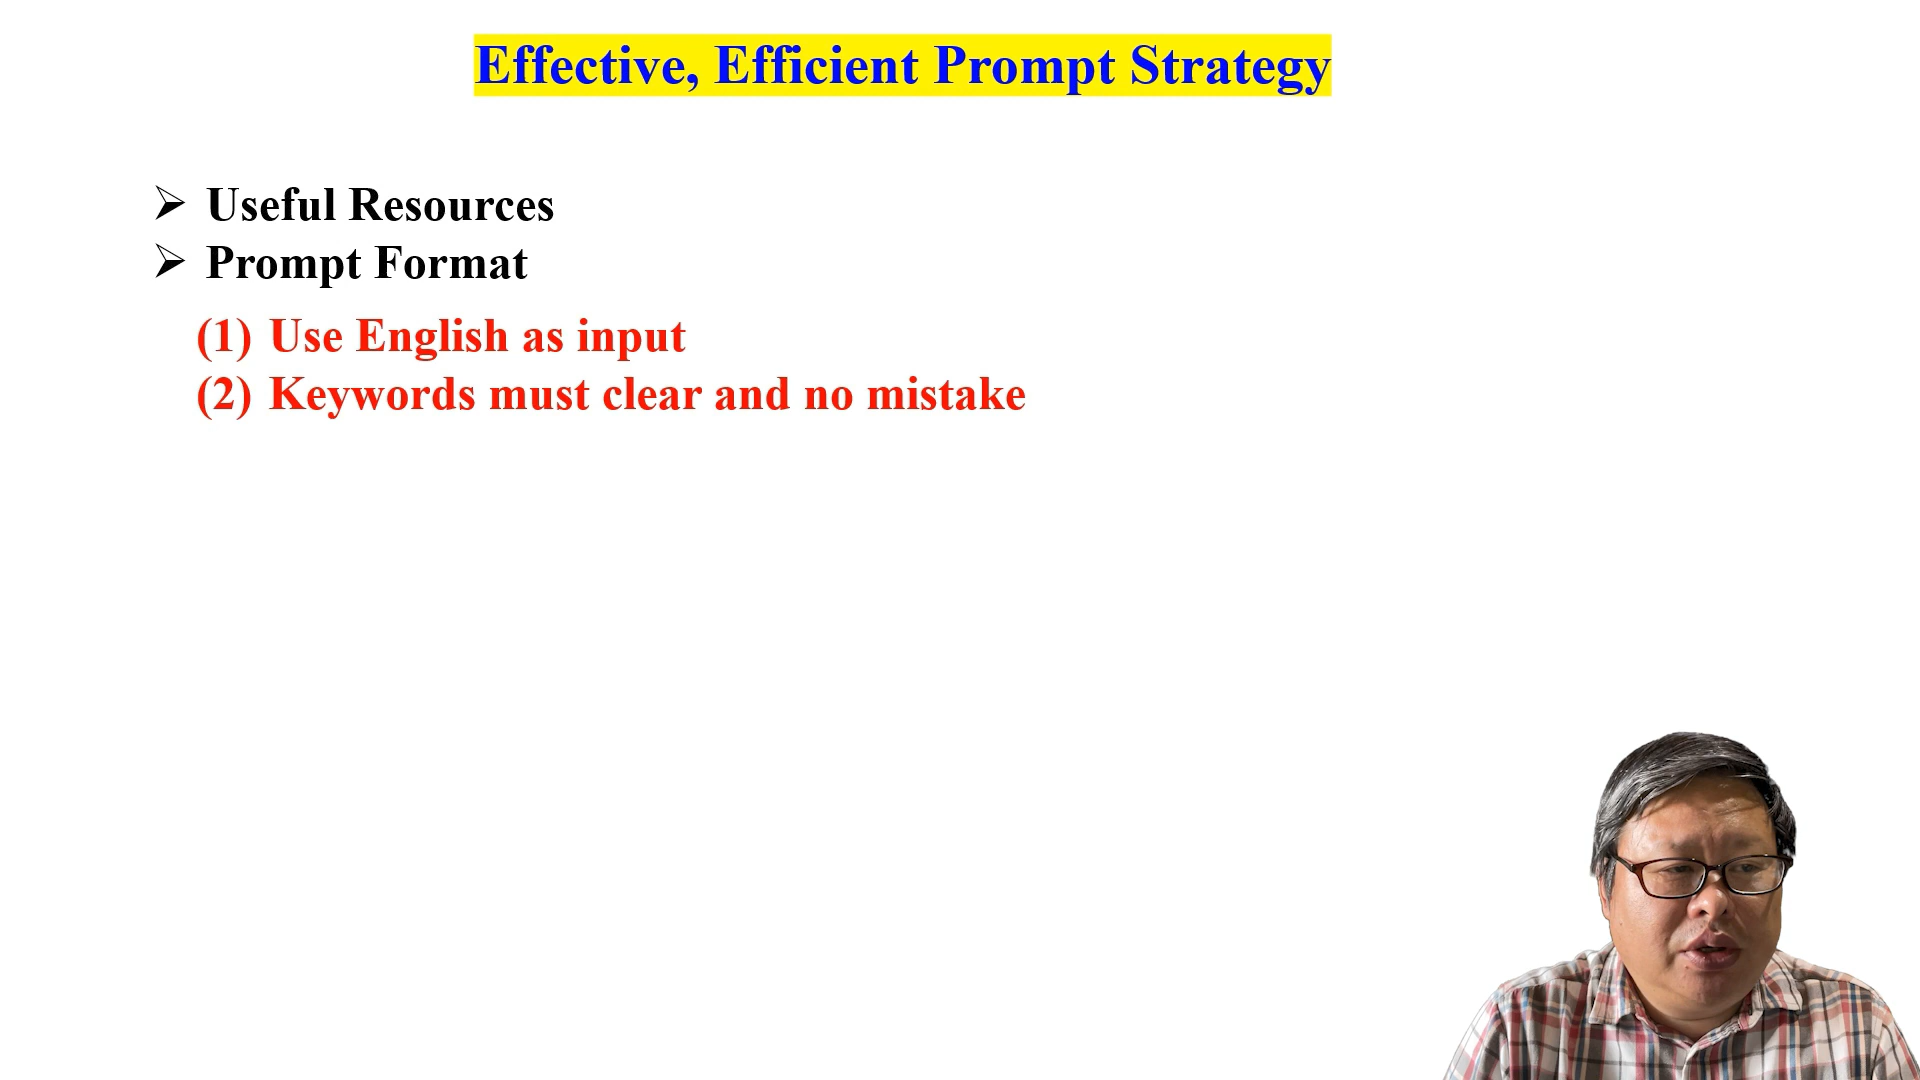 Effective, Efficient Prompt Strategy
➢ Useful Resources
➢ Prompt Format
(1) Use English as input
(2) Keywords must clear and no mistake